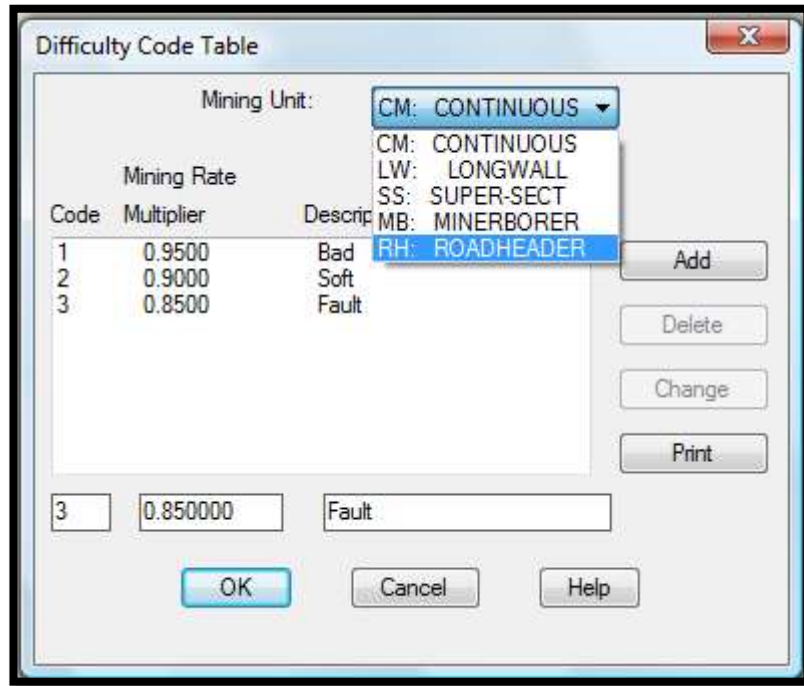 Difficulty Code Table
Mining Unit: CM: CONTINUOUS
CM: CONTINUOUS
LW: LONGWALL
SS: SUPER-SECT
MB: MINERBORER
RH: ROADHEADER
Mining Rate
Code Multiplier Descrip
1 0.9500 Bad
2 0.9000 Soft
3 0.8500 Fault
Add
Delete
Change
Print
3 0.850000 Fault
OK Cancel Help